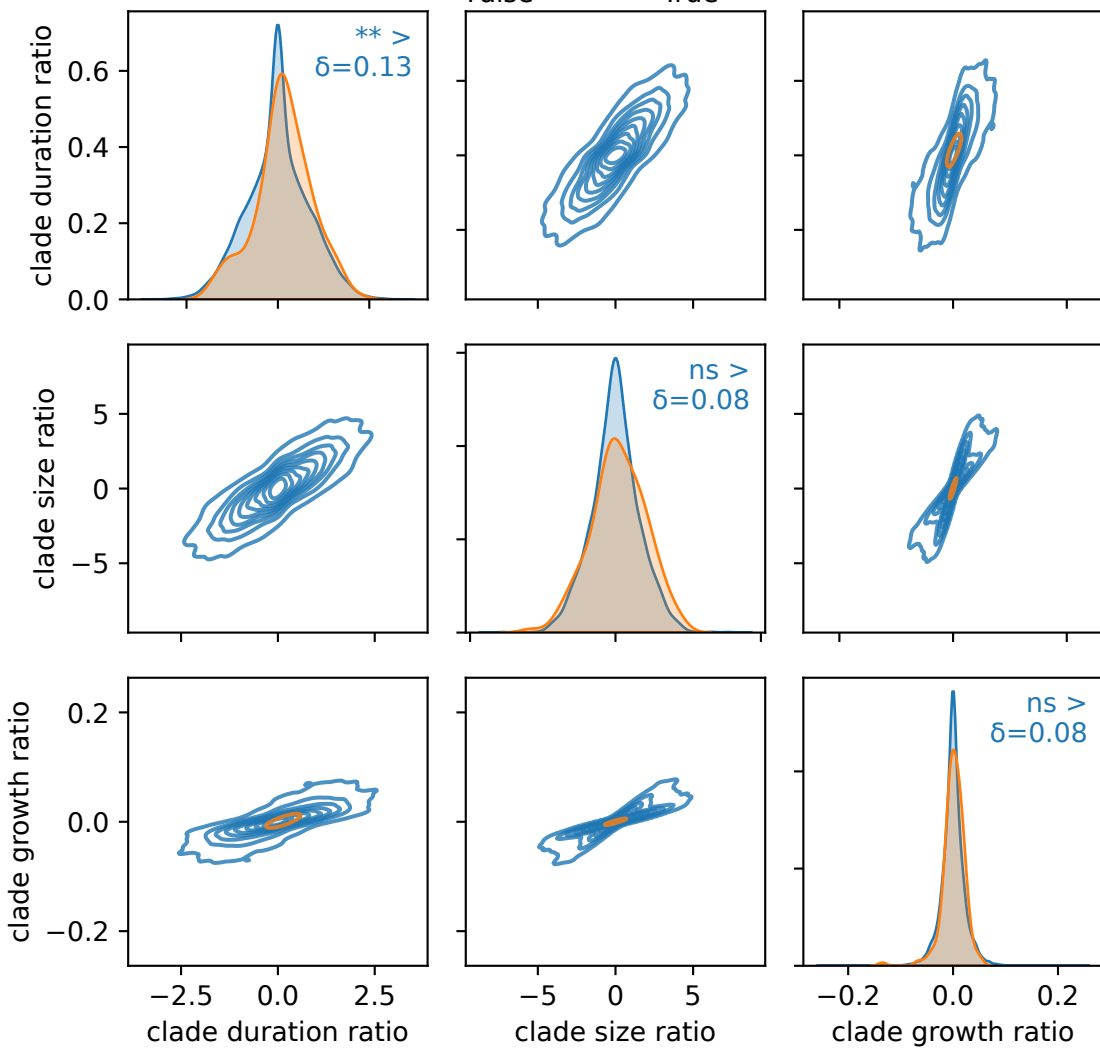 True
clade duration ratio
0.6
0.4
0.2
0.0
** >
δ=0.13
clade size ratio
5
0
−5
ns >
δ=0.08
clade growth ratio
0.2
0.0
−0.2
ns >
δ=0.08
−2.5 0.0 2.5
−5 0 5
−0.2 0.0 0.2
clade duration ratio
clade size ratio
clade growth ratio